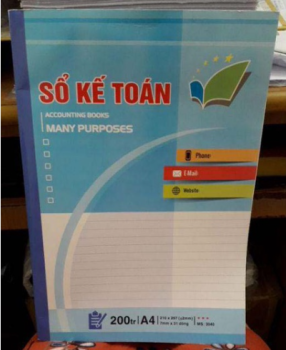 SỔ KẾ TOÁN
ACCOUNTING BOOKS
MANY PURPOSES
Phone
E.Mail
Website
200tr A4